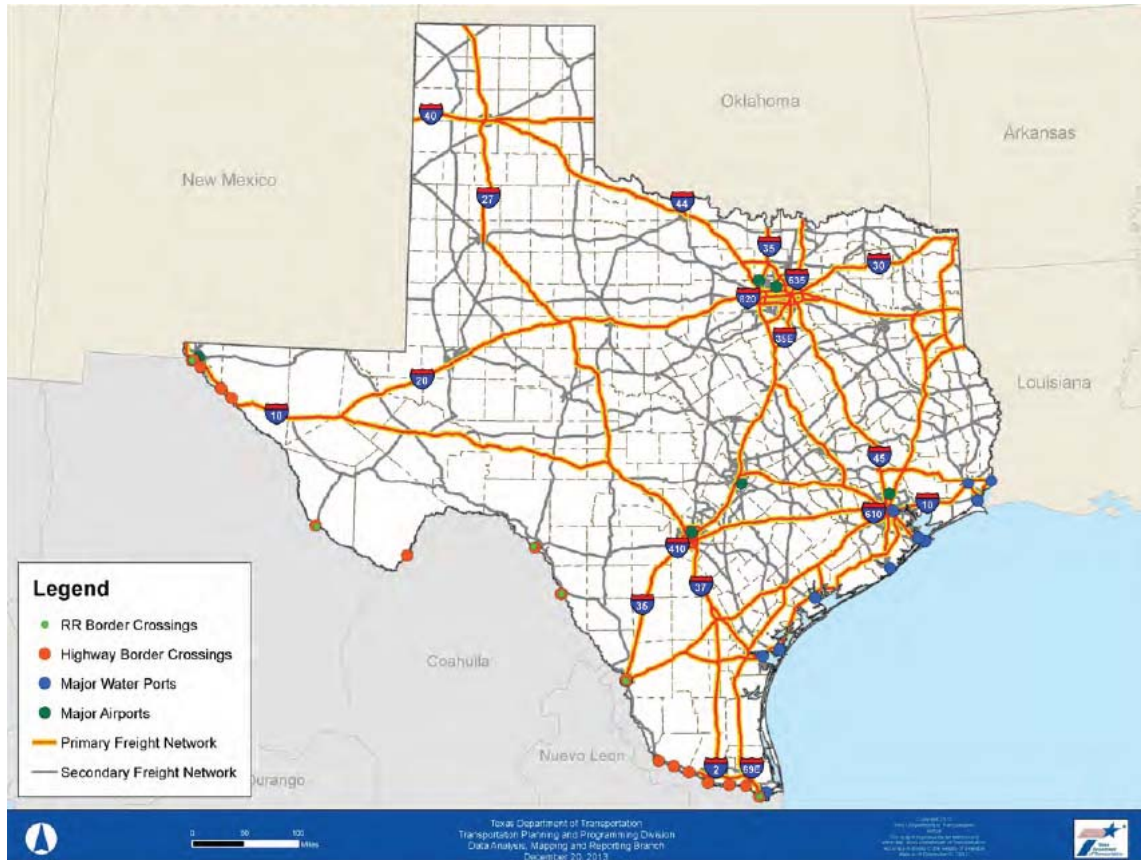 Oklahoma
Arkansas
New Mexico
Louisiana
Coahuila
Nuevo Leon
Durango
40
27
44
35
30
635
820
35E
20
10
45
610
10
410
37
35
2
69E
Legend
RR Border Crossings
Highway Border Crossings
Major Water Ports
Major Airports
Primary Freight Network
Secondary Freight Network
0 50 100
Miles
Texas Department of Transportation
Transportation Planning and Programming Division
Data Analysis, Mapping and Reporting Branch
December 20, 2013